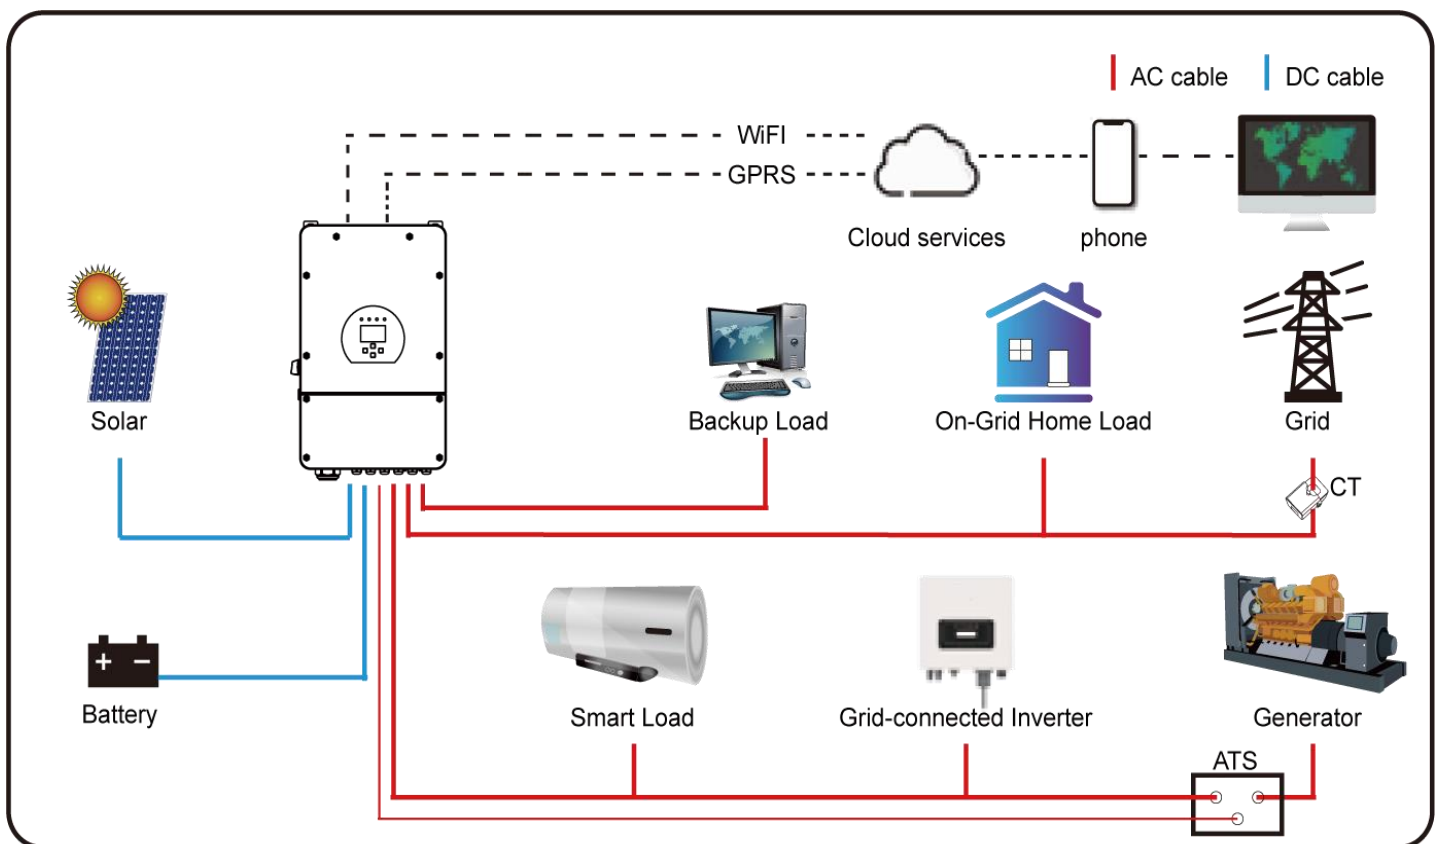 AC cable
DC cable
WiFI
GPRS
Cloud services
phone
Solar
Backup Load
On-Grid Home Load
Grid
CT
+ −
Battery
Smart Load
Grid-connected Inverter
Generator
ATS